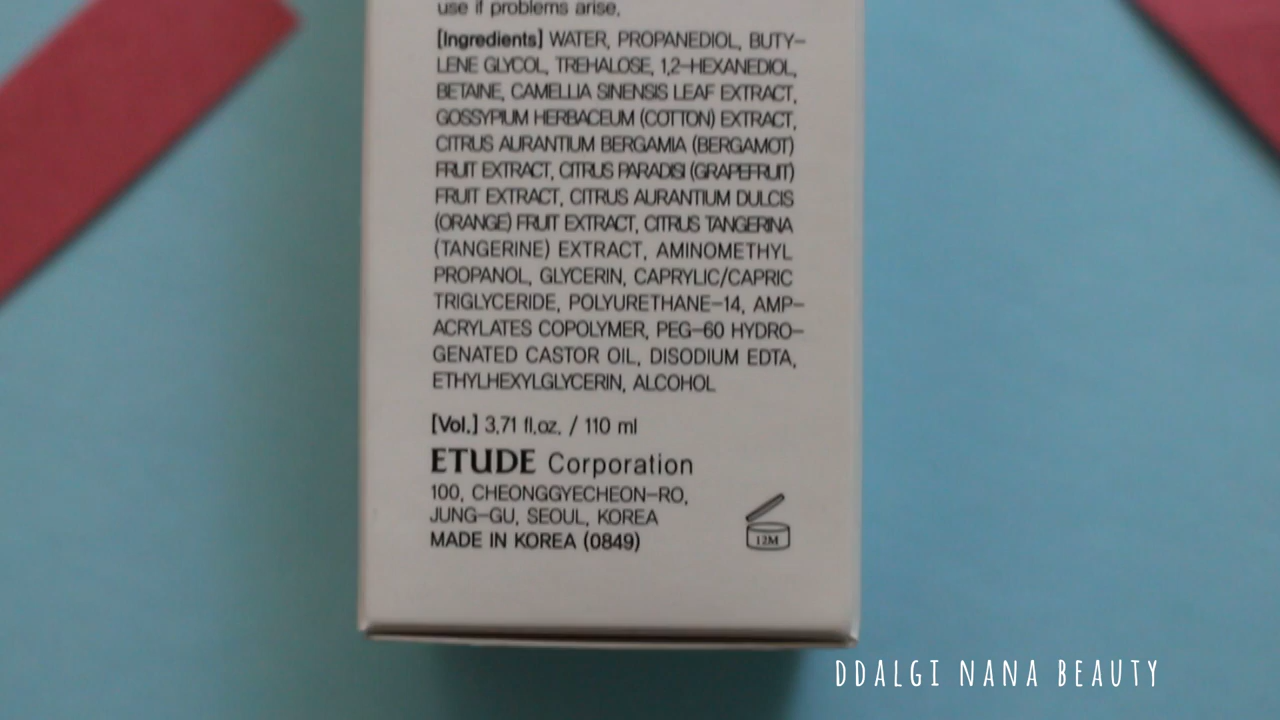 use if problems arise.
[Ingredients] WATER, PROPANEDIOL, BUTY-
LENE GLYCOL, TREHALOSE, 1,2-HEXANEDIOL,
BETAINE, CAMELLIA SINENSIS LEAF EXTRACT,
GOSSYPIUM HERBACEUM (COTTON) EXTRACT,
CITRUS AURANTIUM BERGAMIA (BERGAMOT)
FRUIT EXTRACT, CITRUS PARADISI (GRAPEFRUIT)
FRUIT EXTRACT, CITRUS AURANTIUM DULCIS
(ORANGE) FRUIT EXTRACT, CITRUS TANGERINA
(TANGERINE) EXTRACT, AMINOMETHYL
PROPANOL, GLYCERIN, CAPRYLIC/CAPRIC
TRIGLYCERIDE, POLYURETHANE-14, AMP-
ACRYLATES COPOLYMER, PEG-60 HYDRO-
GENATED CASTOR OIL, DISODIUM EDTA,
ETHYLHEXYLGLYCERIN, ALCOHOL
[Vol.] 3.71 fl.oz. / 110 ml
ETUDE Corporation
100, CHEONGGYECHEON-RO,
JUNG-GU, SEOUL, KOREA
MADE IN KOREA (0849)
12M
DDALGI NANA BEAUTY